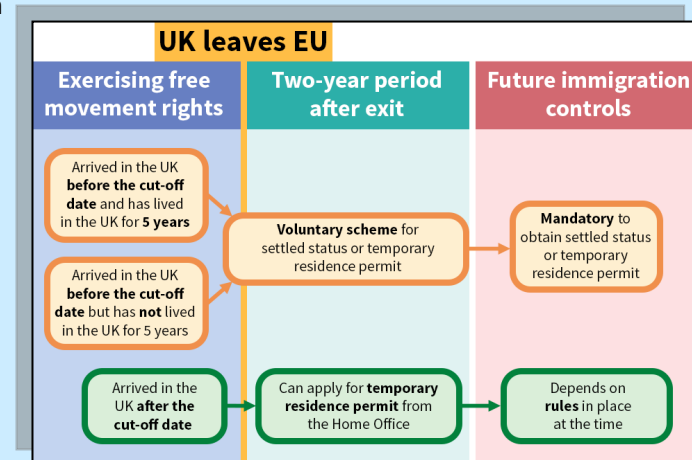 UK leaves EU
Exercising free
movement rights
Two-year period
after exit
Future immigration
controls
Arrived in the UK
before the cut-off
date and has lived
in the UK for 5 years
Voluntary scheme for
settled status or temporary
residence permit
Mandatory to
obtain settled status
or temporary
residence permit
Arrived in the UK
before the cut-off
date but has not lived
in the UK for 5 years
Arrived in the
UK after the
cut-off date
Can apply for temporary
residence permit from
the Home Office
Depends on
rules in place
at the time